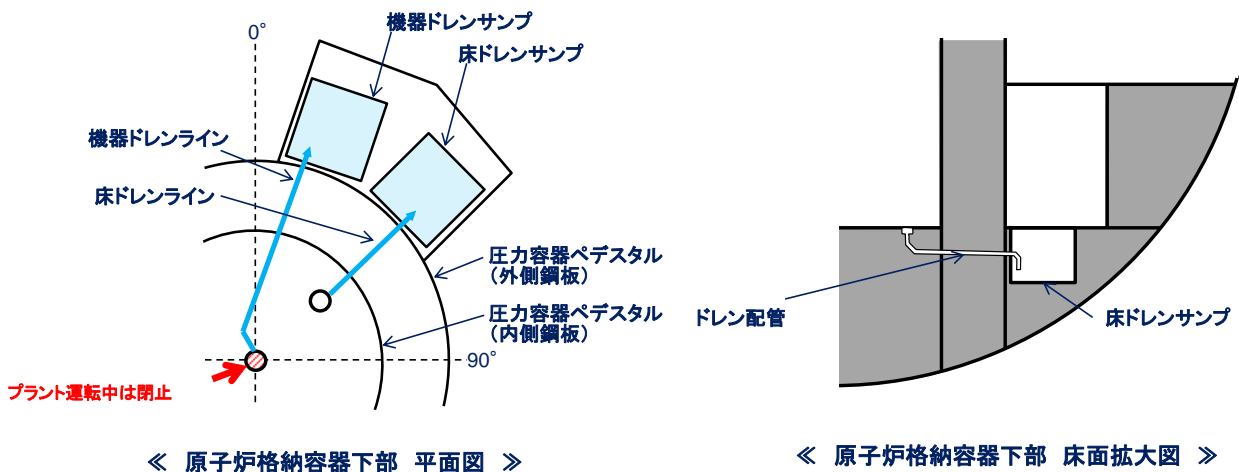 0°
機器ドレンサンプ
床ドレンサンプ
機器ドレンライン
床ドレンライン
圧力容器ペデスタル
（外側鋼板）
圧力容器ペデスタル
（内側鋼板）
90°
プラント運転中は閉止
≪ 原子炉格納容器下部 平面図 ≫
ドレン配管
床ドレンサンプ
≪ 原子炉格納容器下部 床面拡大図 ≫